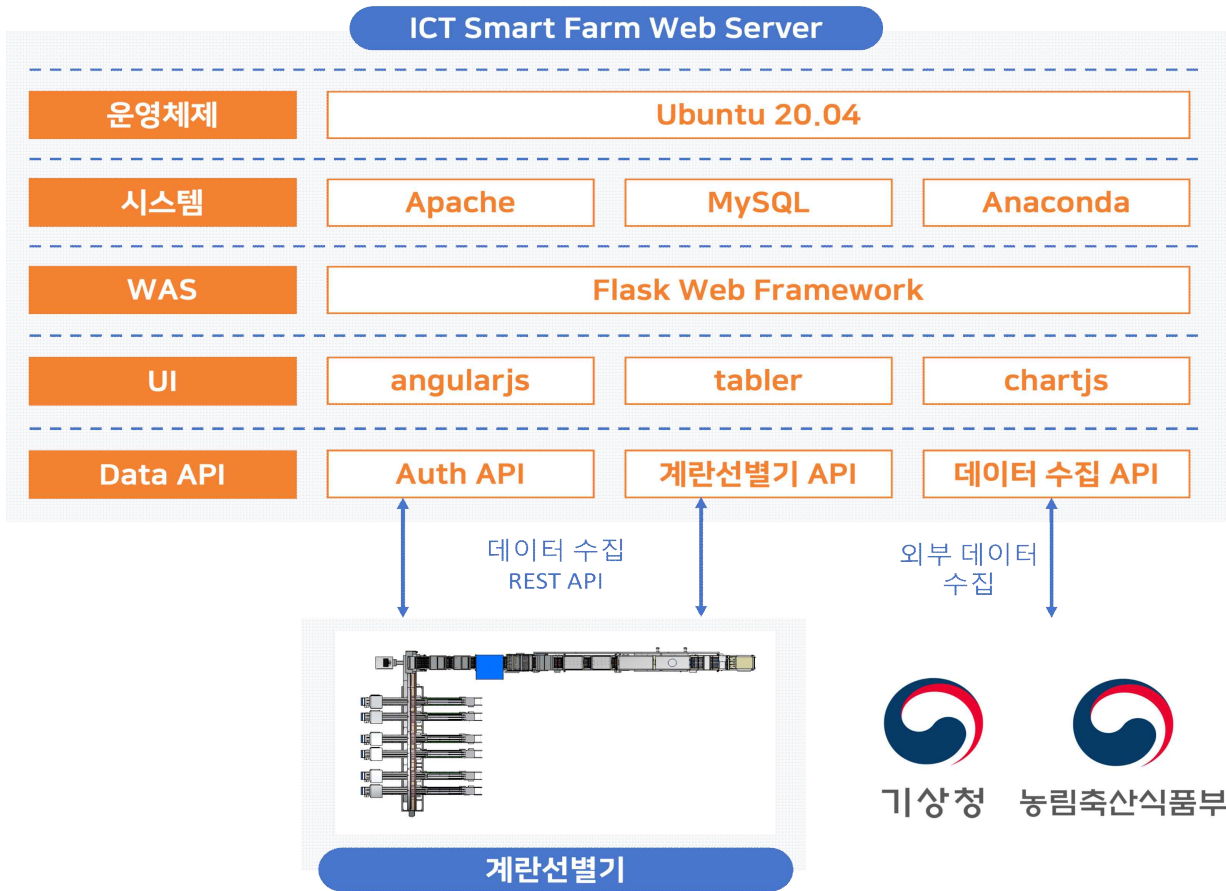 ICT Smart Farm Web Server
운영체제
Ubuntu 20.04
시스템
Apache
MySQL
Anaconda
WAS
Flask Web Framework
UI
angularjs
tabler
chartjs
Data API
Auth API
계란선별기 API
데이터 수집 API
데이터 수집
REST API
외부 데이터
수집
기상청
농림축산식품부
계란선별기